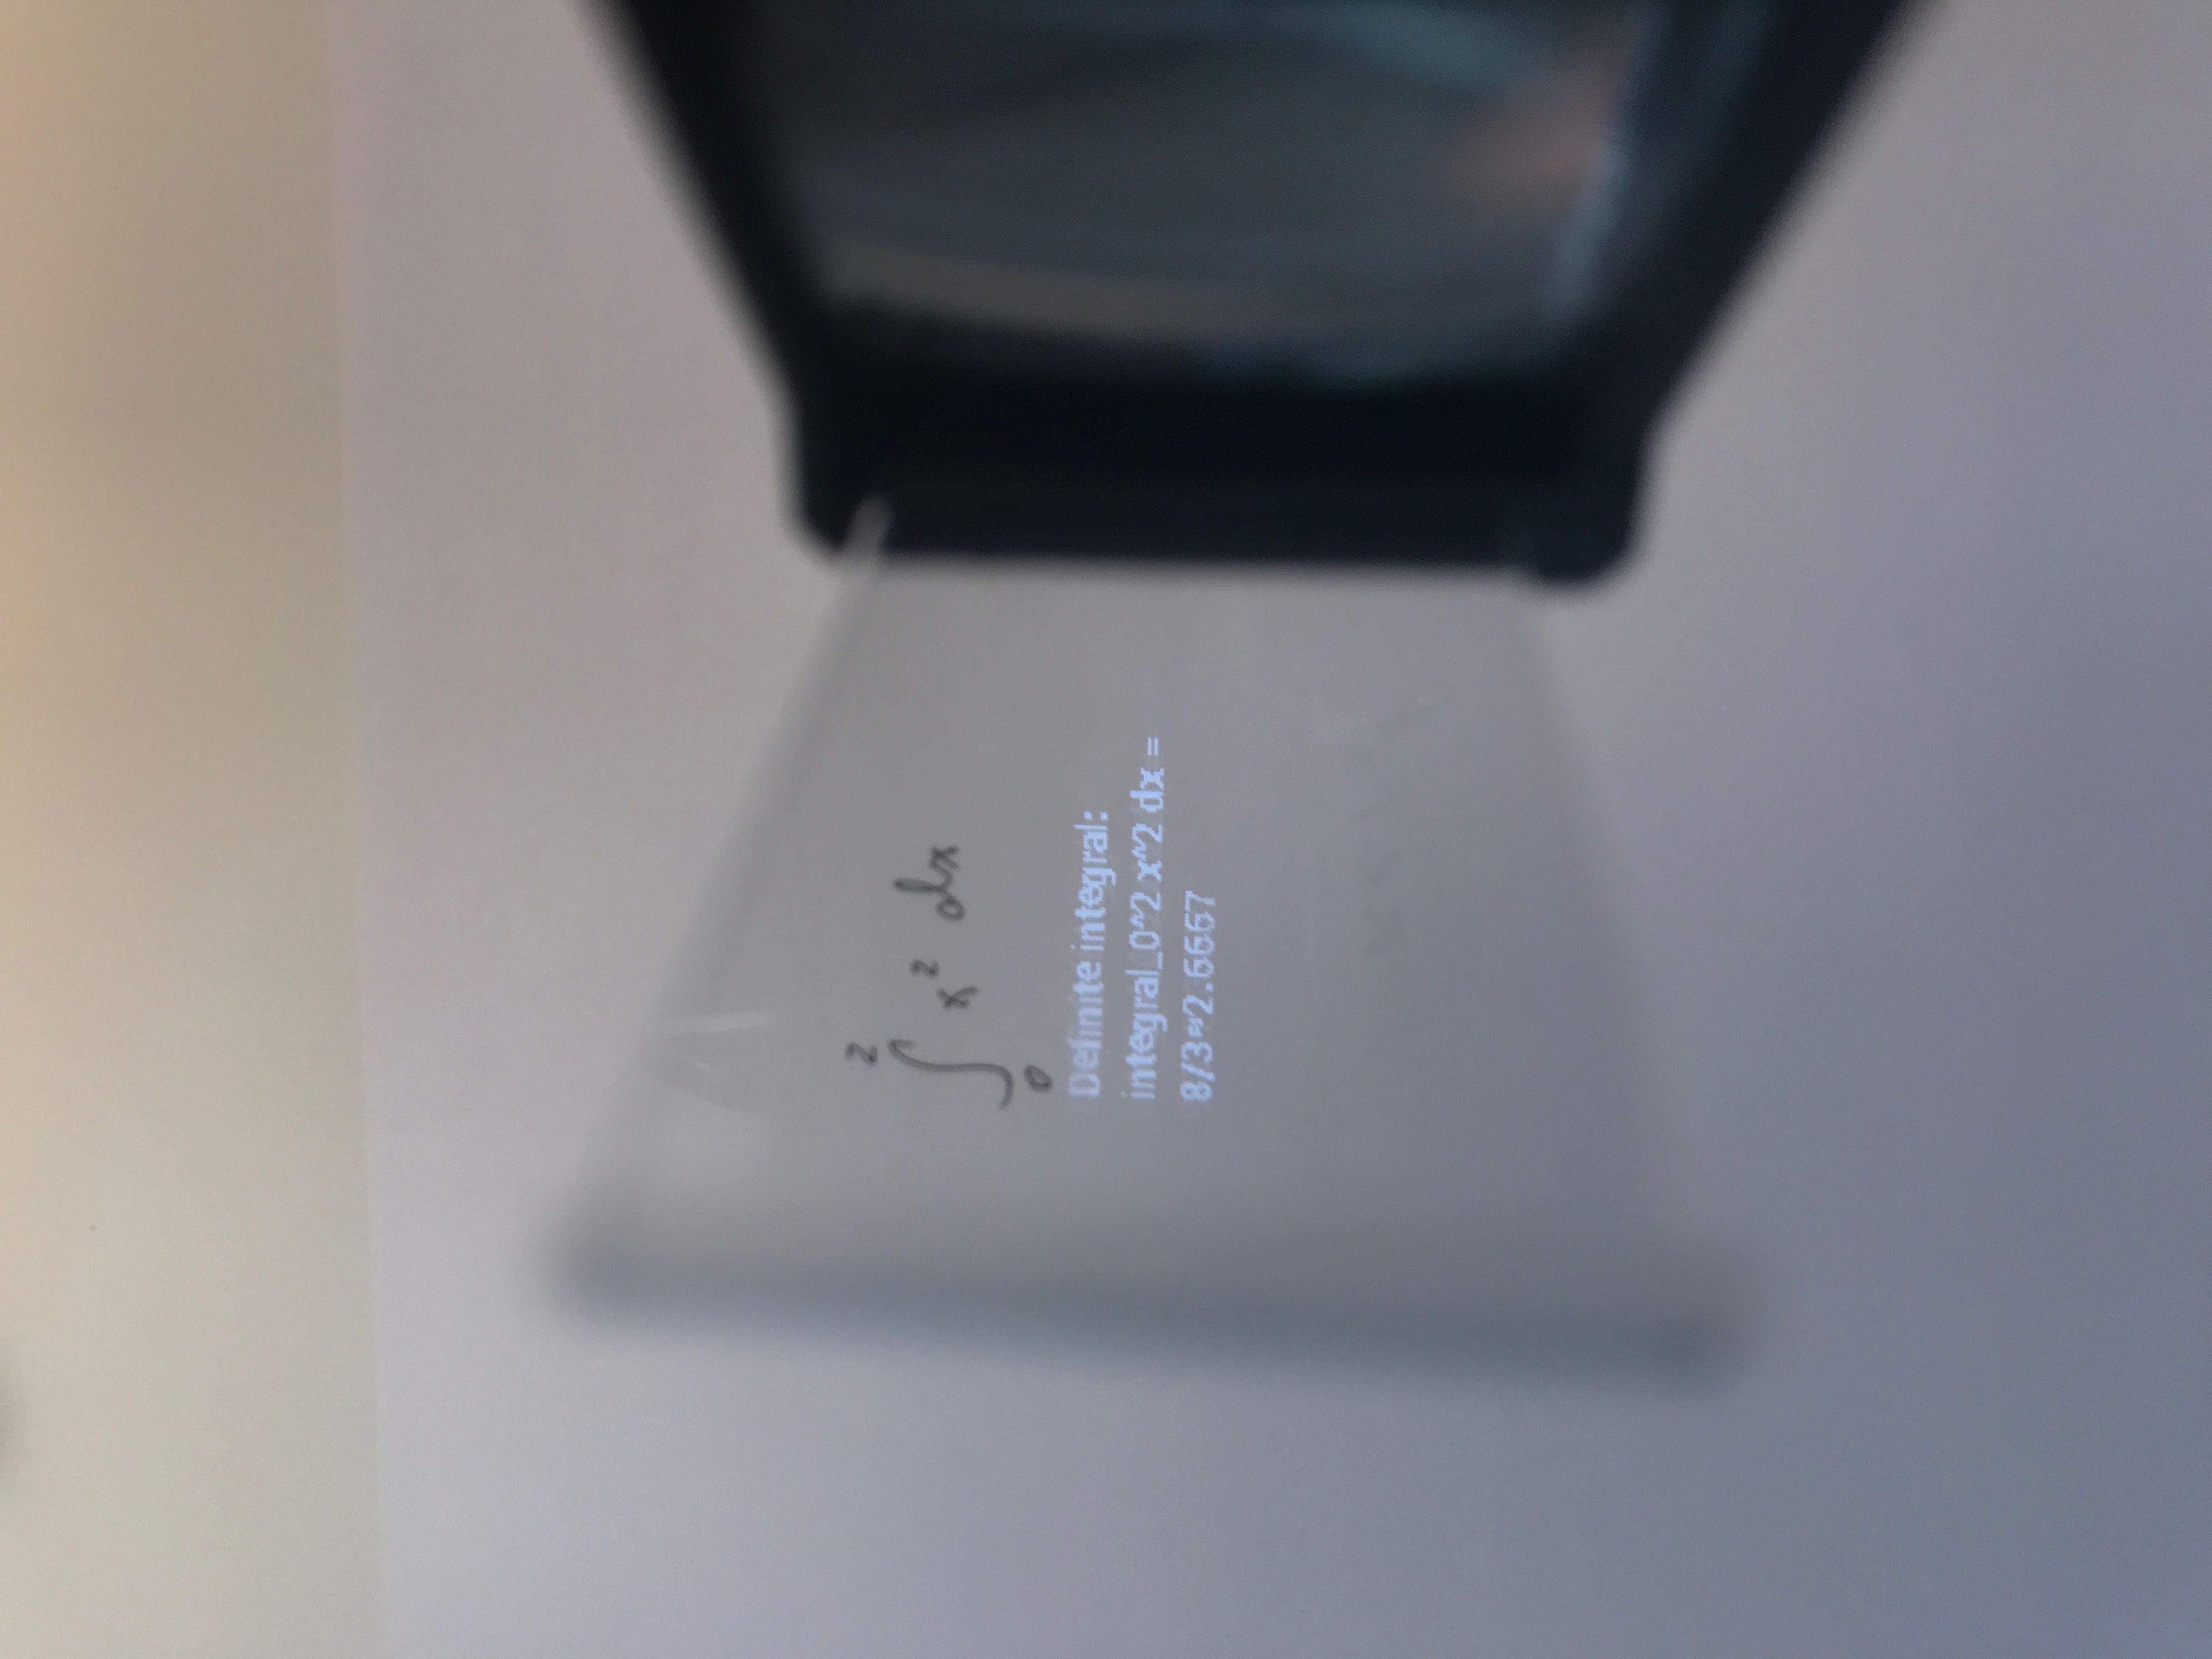 2
∫ x² dx
0
Definite integral:
integral_0^2 x^2 dx =
8/3≈2.6667